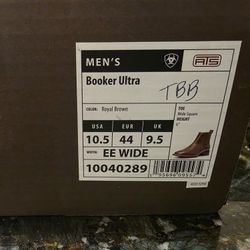 MEN'S
ATS
Booker Ultra
TBB
COLOR: Royal Brown
TOE
Wide Square
HEIGHT
6"
USA EUR UK
10.5 44 9.5
WIDTH: EE WIDE
10040289